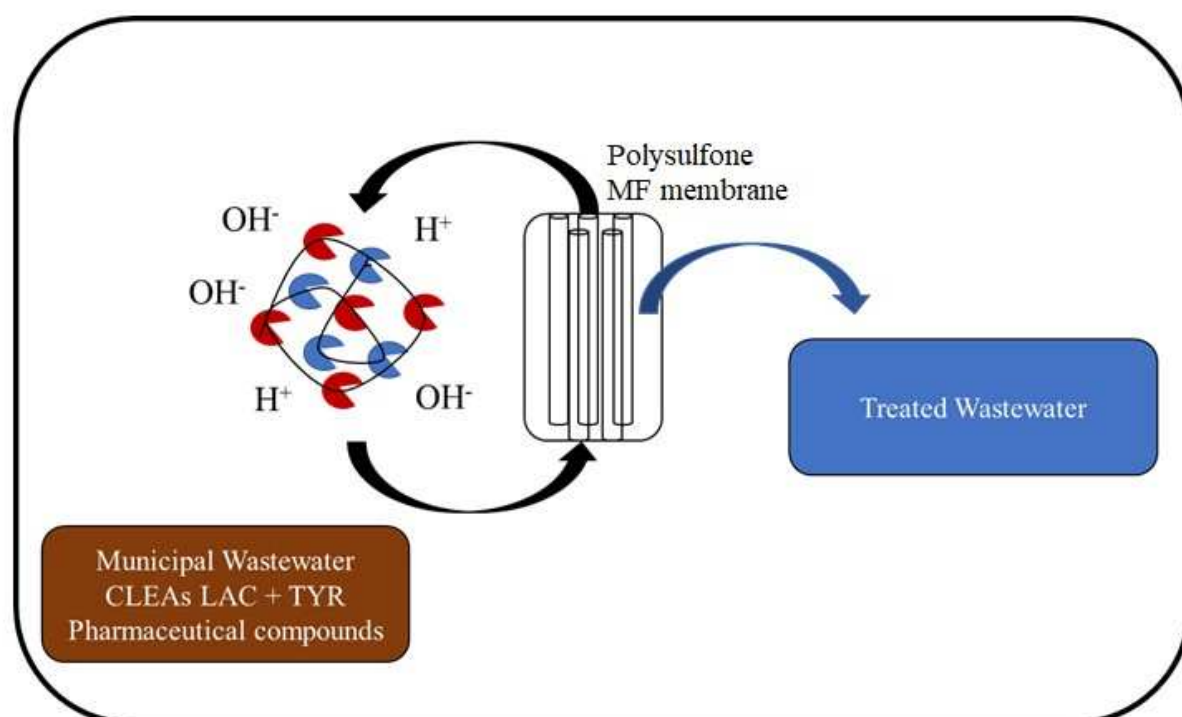 Polysulfone
MF membrane
OH-
H+
OH-
H+
OH-
Treated Wastewater
Municipal Wastewater
CLEAs LAC + TYR
Pharmaceutical compounds